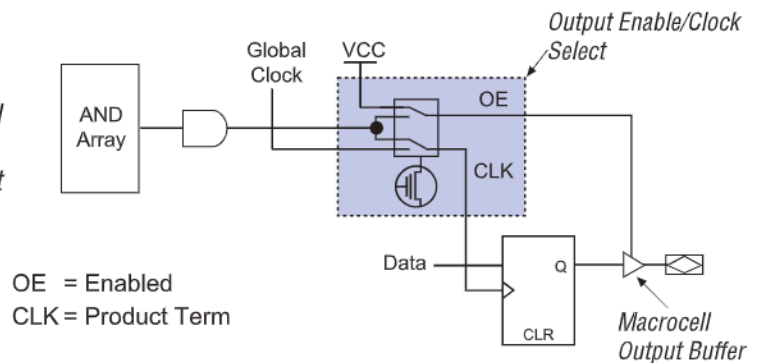 Output Enable/Clock
Select
Global
Clock
VCC
AND
Array
OE
CLK
Data
Q
CLR
OE = Enabled
CLK = Product Term
Macrocell
Output Buffer